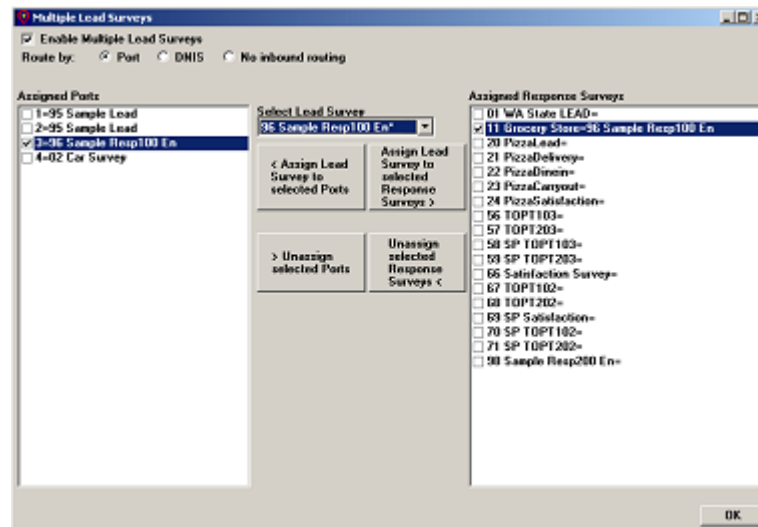 Multiple Lead Surveys
Enable Multiple Lead Surveys
Route by: Port DNIS No inbound routing
Assigned Ports
1=95 Sample Lead
2=95 Sample Lead
3=96 Sample Resp100 En
4=02 Car Survey
Select Lead Survey
96 Sample Resp100 En*
< Assign Lead
Survey to
selected Ports
Assign Lead
Survey to
selected
Response
Surveys >
> Unassign
selected Ports
Unassign
selected
Response
Surveys <
Assigned Response Surveys
01 WA State LEAD=
11 Grocery Store=96 Sample Resp100 En
20 PizzaLead=
21 PizzaDelivery=
22 PizzaDinein=
23 PizzaCarryout=
24 PizzaSatisfaction=
56 TOPT103=
57 TOPT203=
58 SP TOPT103=
59 SP TOPT203=
66 Satisfaction Survey=
67 TOPT102=
68 TOPT202=
69 SP Satisfaction=
70 SP TOPT102=
71 SP TOPT202=
98 Sample Resp200 En=
OK